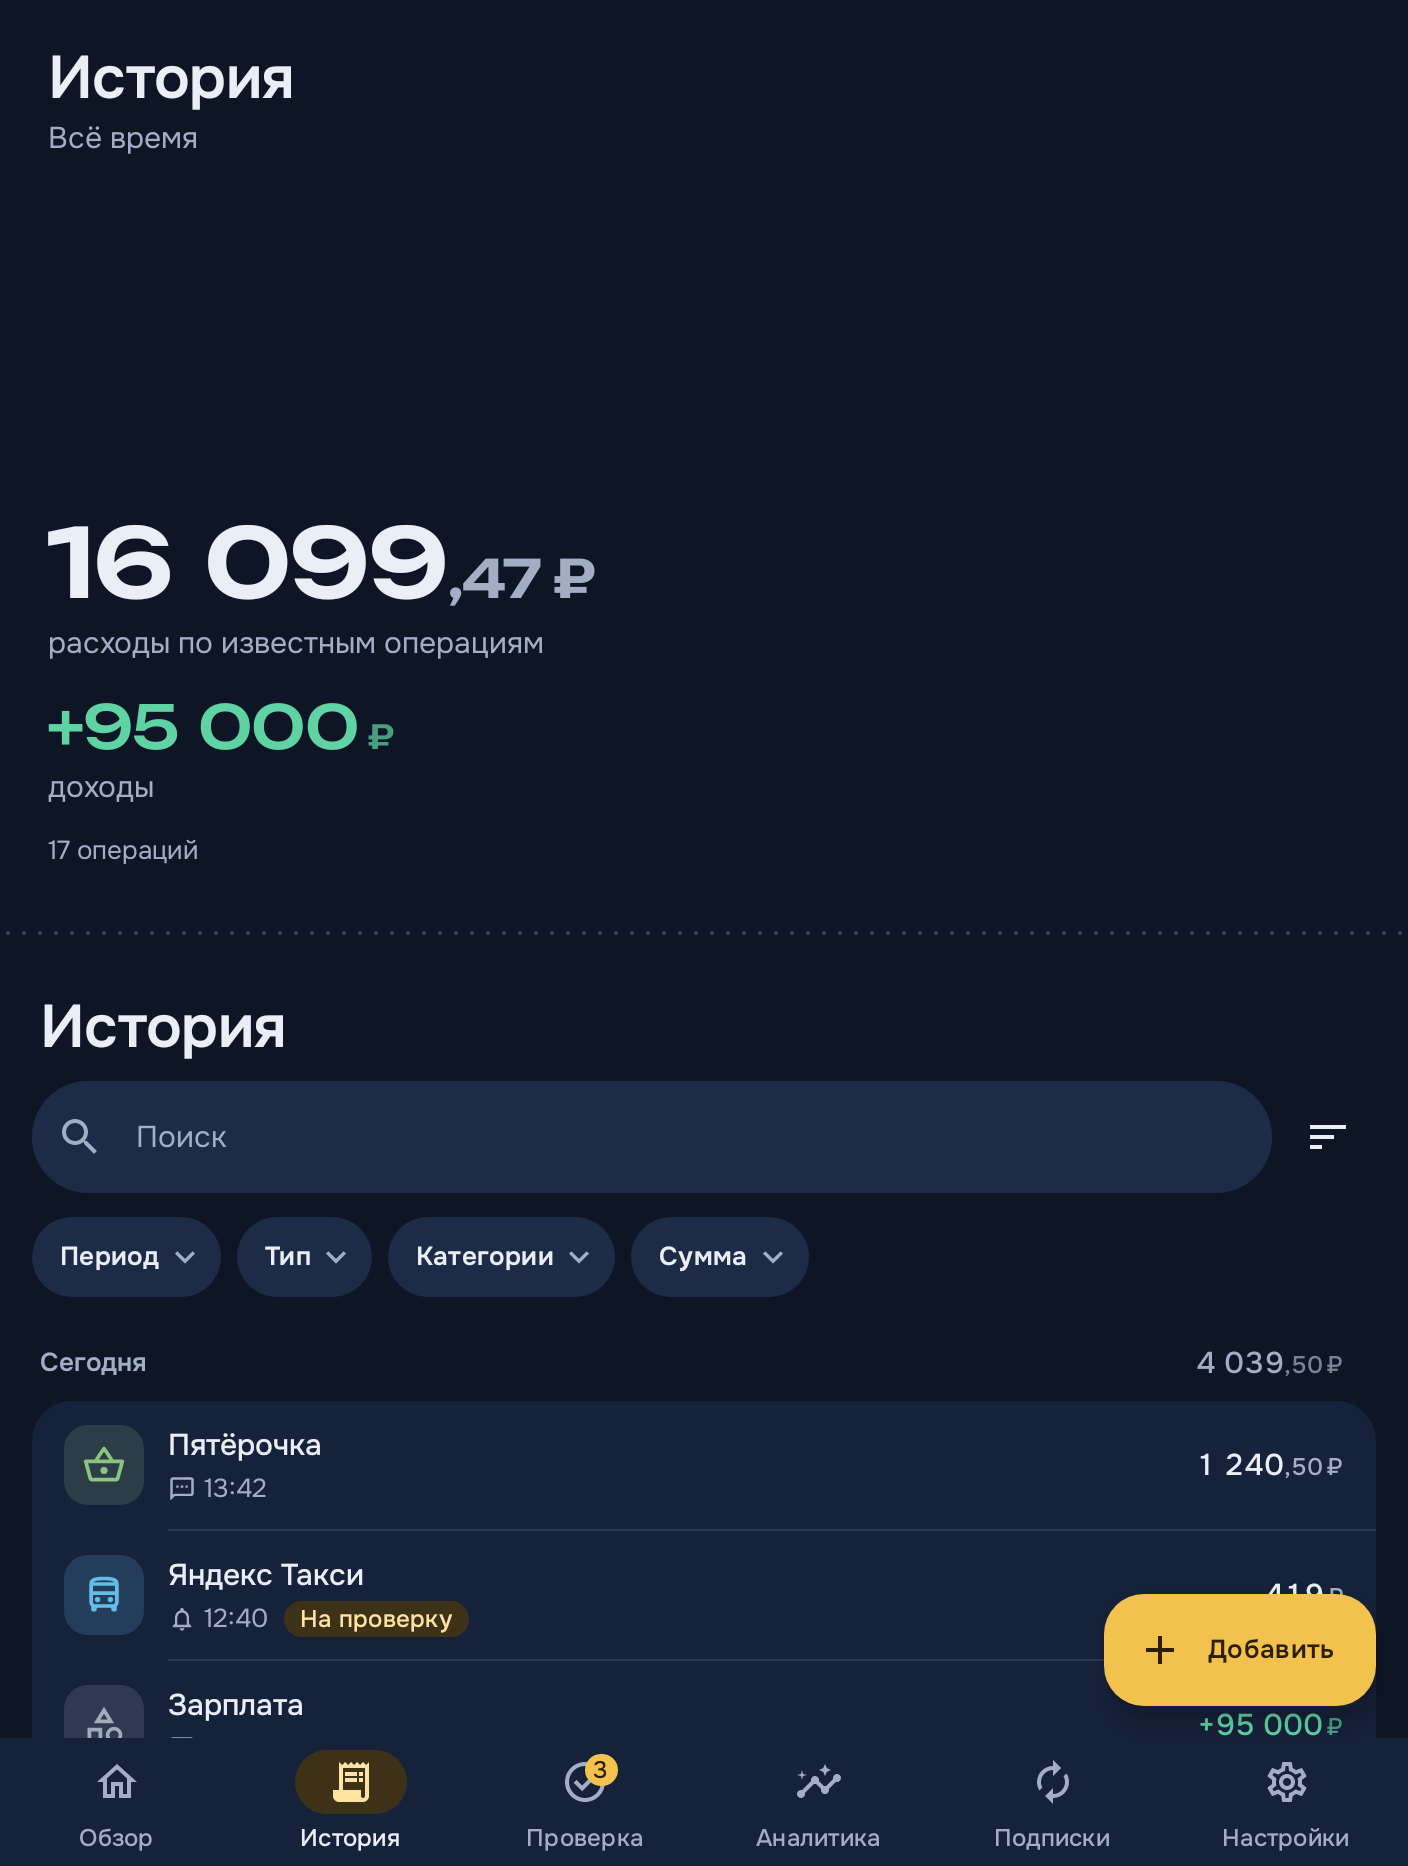 История
Всё время
16 099,47 ₽
расходы по известным операциям
+95 000 ₽
доходы
17 операций
История
Поиск
Период Тип Категории Сумма
Сегодня 4 039,50 ₽
Пятёрочка
1 240,50 ₽
13:42
Яндекс Такси
12:40 На проверку
Добавить
Зарплата
+95 000 ₽
3
Обзор История Проверка Аналитика Подписки Настройки